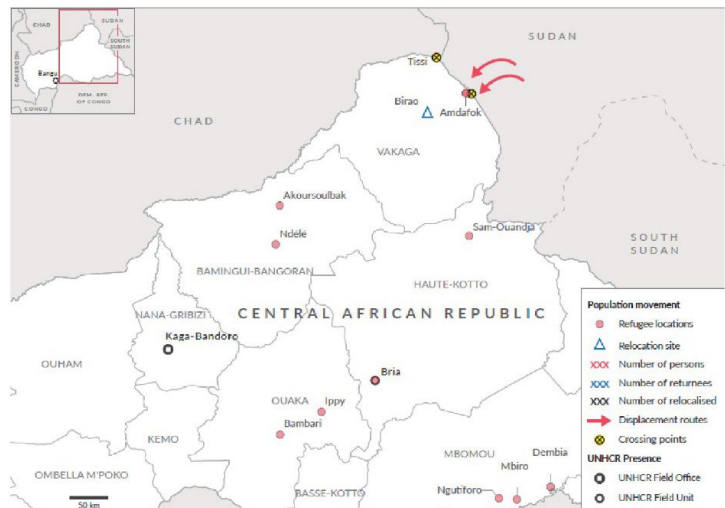 CHAD
SUDAN
SOUTH
SUDAN
CAMEROON
Bangui
DEM. REP.
OF CONGO
CONGO
SUDAN
Tissi
Birao
Amdafok
CHAD
VAKAGA
Akoursoulbak
Sam-Ouandja
Ndélé
SOUTH
SUDAN
BAMINGUI-BANGORAN
HAUTE-KOTTO
NANA-GRIBIZI
CENTRAL AFRICAN REPUBLIC
Kaga-Bandoro
OUHAM
Bria
OUAKA
Ippy
Bambari
KEMO
MBOMOU
Dembia
Mbiro
OMBELLA M'POKO
BASSE-KOTTO
Ngutiforo
50 km
Population movement
Refugee locations
Relocation site
XXX Number of persons
XXX Number of returnees
XXX Number of relocalised
Displacement routes
Crossing points
UNHCR Presence
UNHCR Field Office
UNHCR Field Unit